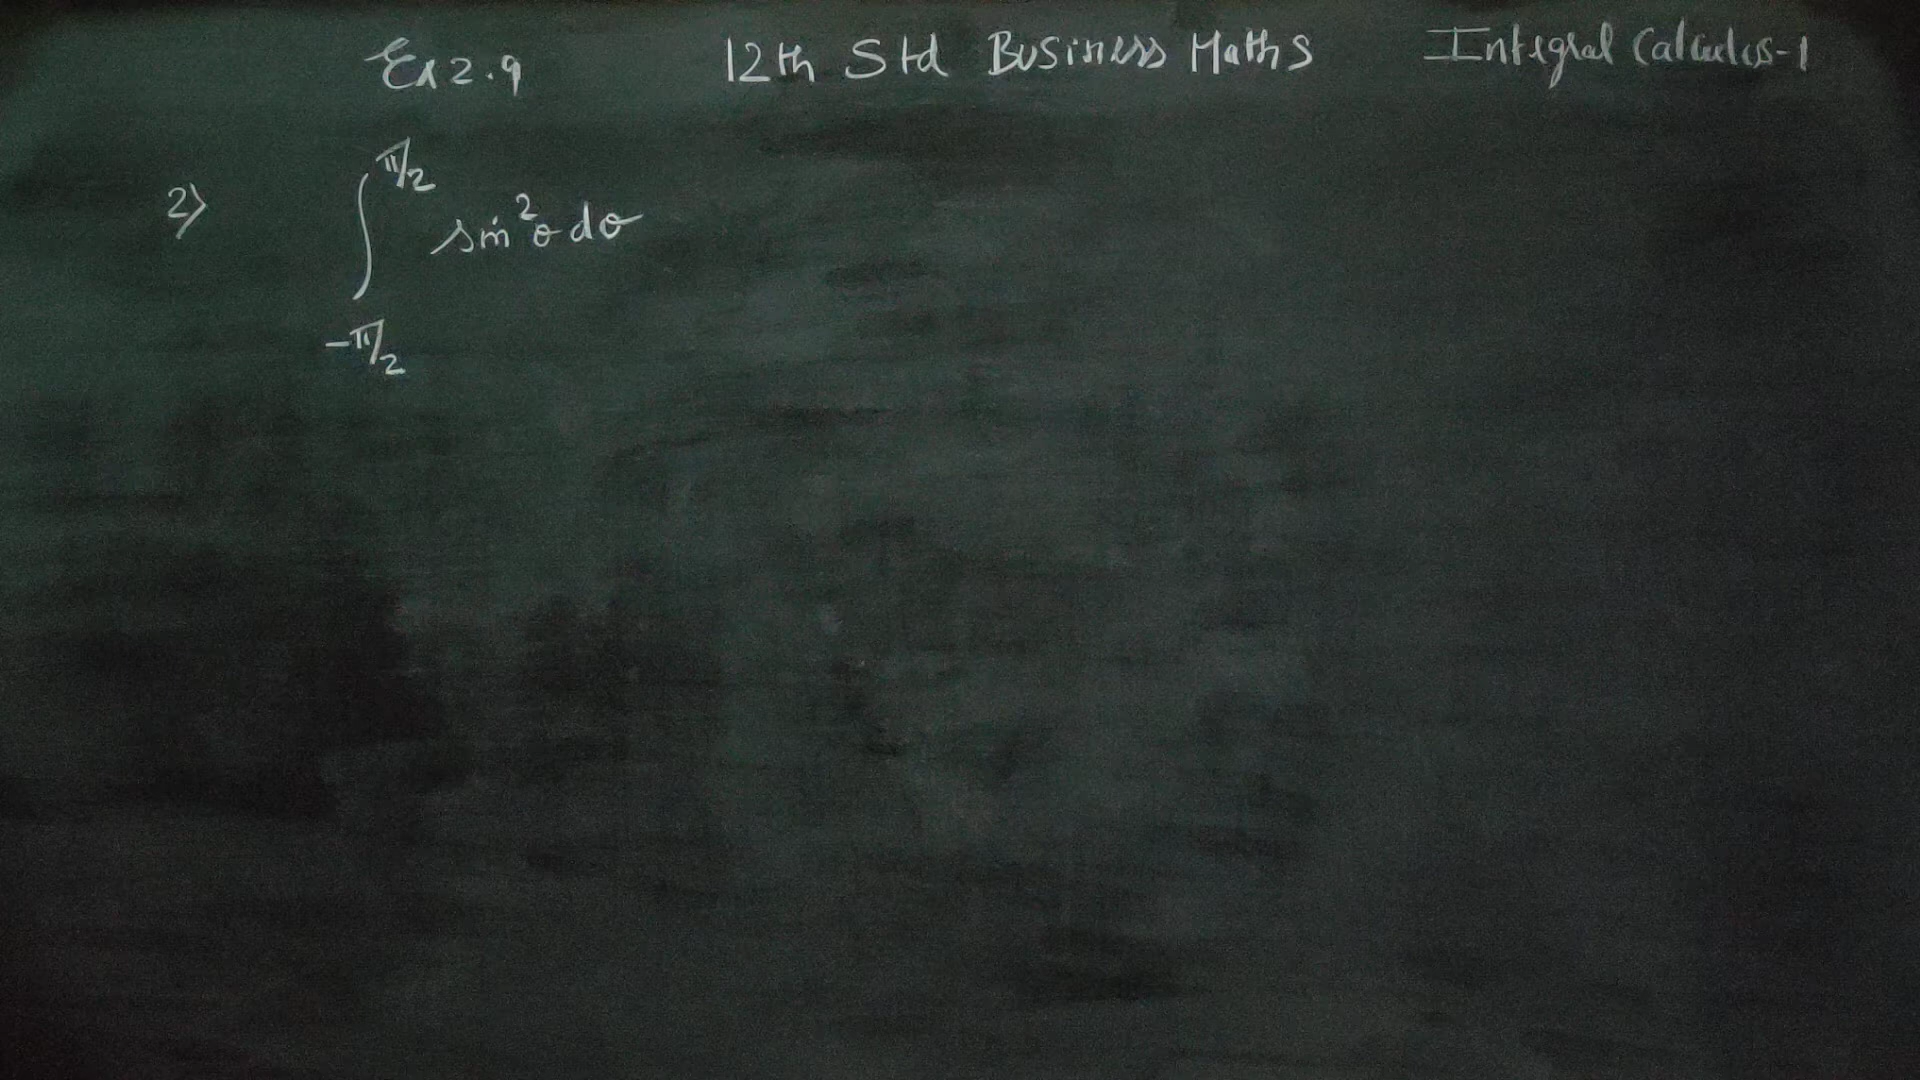 Ex 2.9 12th Std Business Maths Integral Calculus-1
2) ∫_{-π/2}^{π/2} sin²θ dθ